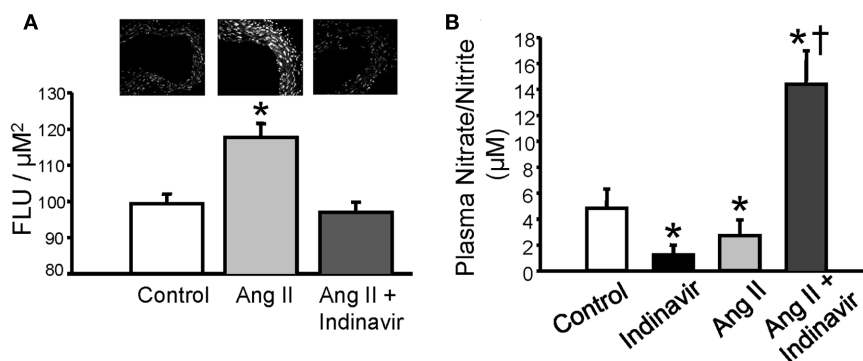 A
FLU / µM²
130
120
110
100
90
80
*
Control
Ang II
Ang II +
Indinavir
B
Plasma Nitrate/Nitrite
(µM)
18
16
14
12
10
8
6
4
2
0
*
*
*†
Control
Indinavir
Ang II
Ang II +
Indinavir